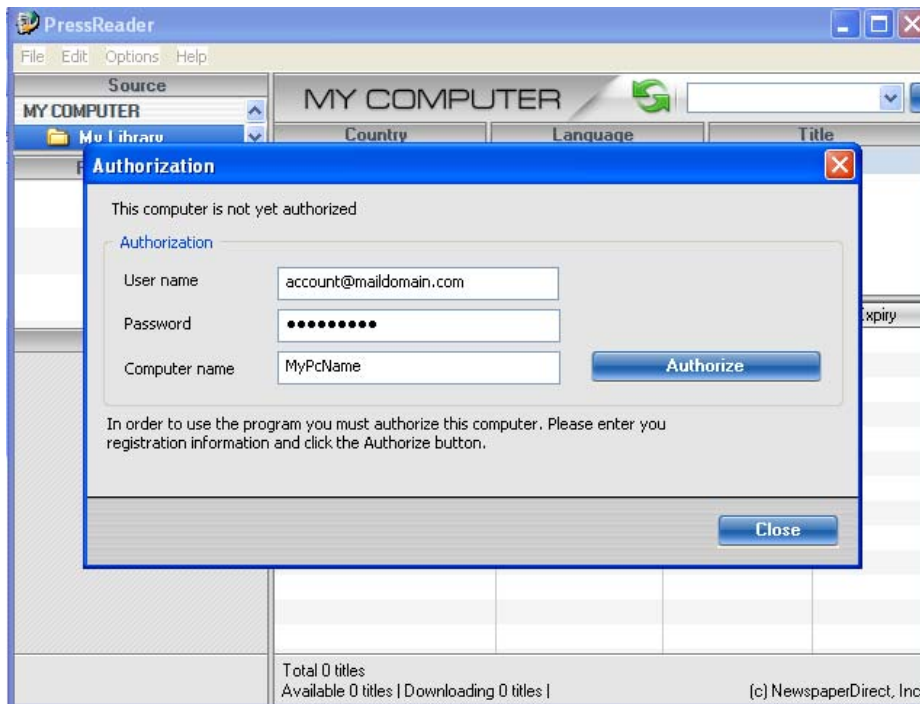 PressReader
File Edit Options Help
Source
MY COMPUTER
My Library
MY COMPUTER
Country Language Title
Authorization
This computer is not yet authorized
Authorization
User name account@maildomain.com
Password
Computer name MyPcName
Authorize
In order to use the program you must authorize this computer. Please enter you
registration information and click the Authorize button.
Close
Total 0 titles
Available 0 titles | Downloading 0 titles |
(c) NewspaperDirect, Inc